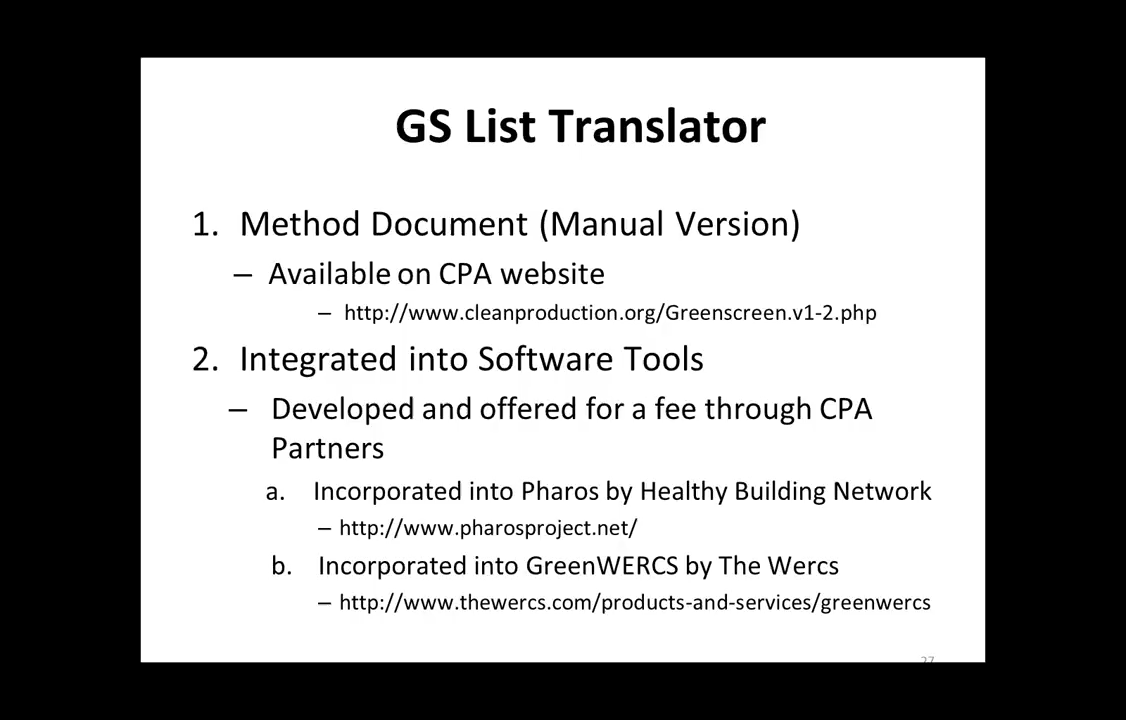 GS List Translator
1. Method Document (Manual Version)
– Available on CPA website
– http://www.cleanproduction.org/Greenscreen.v1-2.php
2. Integrated into Software Tools
– Developed and offered for a fee through CPA
Partners
a. Incorporated into Pharos by Healthy Building Network
– http://www.pharosproject.net/
b. Incorporated into GreenWERCS by The Wercs
– http://www.thewercs.com/products-and-services/greenwercs
27